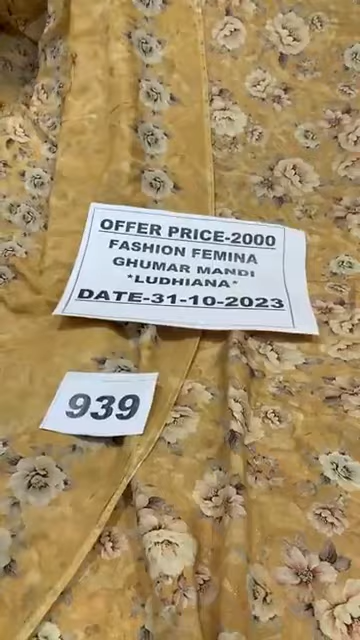 OFFER PRICE-2000
FASHION FEMINA
GHUMAR MANDI
*LUDHIANA*
DATE-31-10-2023
939